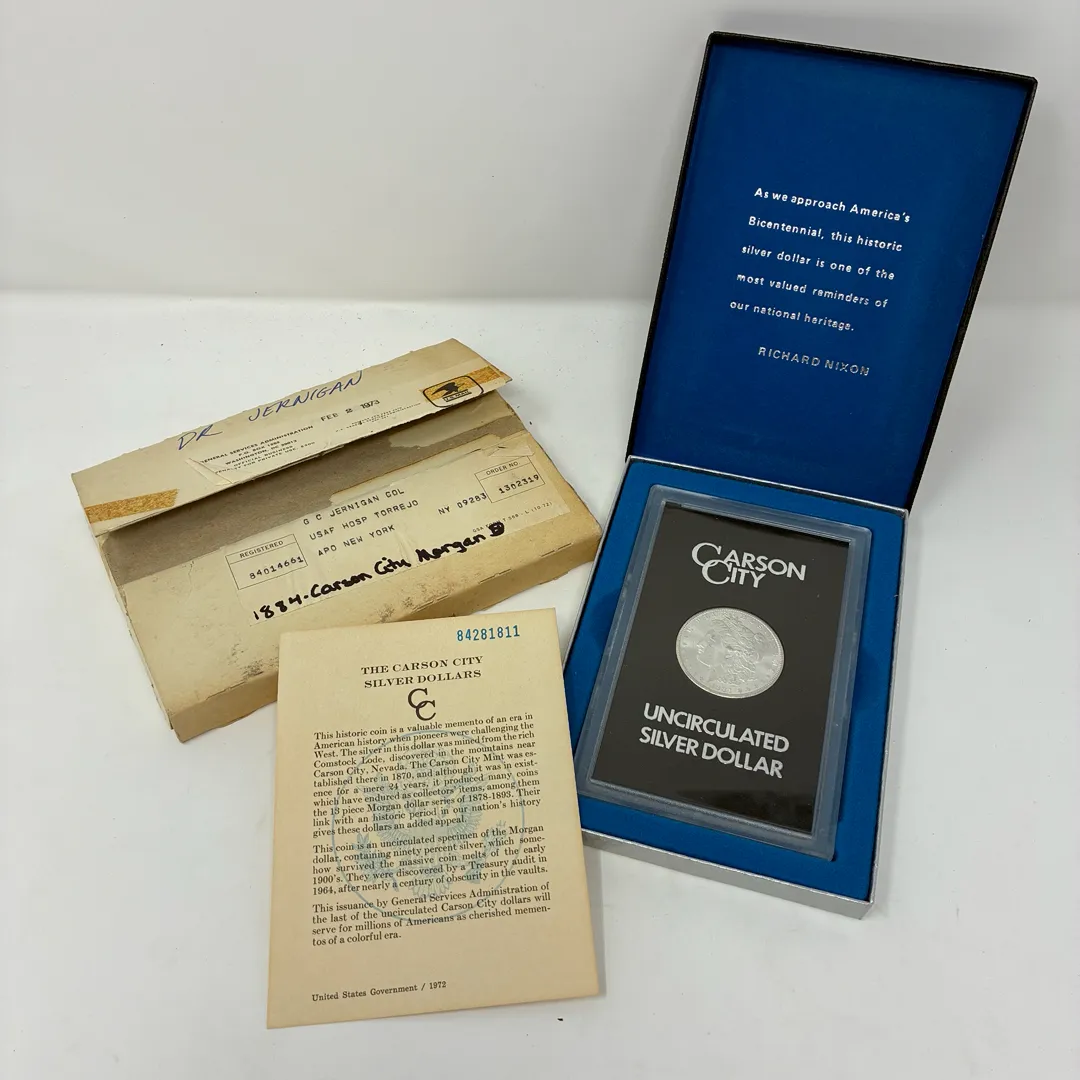 As we approach America's
Bicentennial, this historic
silver dollar is one of the
most valued reminders of
our national heritage.
RICHARD NIXON
DR JERNIGAN
FEB 2 1973
GENERAL SERVICES ADMINISTRATION
WASHINGTON, DC
OFFICIAL BUSINESS
PENALTY FOR PRIVATE USE, $300
U.S. MAIL
REGISTERED
84014661
G C JERNIGAN COL
USAF HOSP TORREJO
APO NEW YORK
NY 09283
ORDER NO
1302319
1884-Carson City Morgan $
CARSON
CITY
UNCIRCULATED
SILVER DOLLAR
84281811
THE CARSON CITY
SILVER DOLLARS
CC
This historic coin is a valuable memento of an era in
American history when pioneers were challenging the
West. The silver in this dollar was mined from the rich
Comstock Lode, discovered in the mountains near
Carson City, Nevada. The Carson City Mint was es-
tablished there in 1870, and although it was in exist-
ence for a mere 24 years, it produced many coins
which have endured as collectors' items, among them
the 13 piece Morgan dollar series of 1878-1893. Their
link with an historic period in our nation's history
gives these dollars an added appeal.
This coin is an uncirculated specimen of the Morgan
dollar, containing ninety percent silver, which some-
how survived the massive coin melts of the early
1900's. They were discovered by a Treasury audit in
1964, after nearly a century of obscurity in the vaults.
This issuance by General Services Administration of
the last of the uncirculated Carson City dollars will
serve for millions of Americans as cherished memen-
tos of a colorful era.
United States Government / 1972